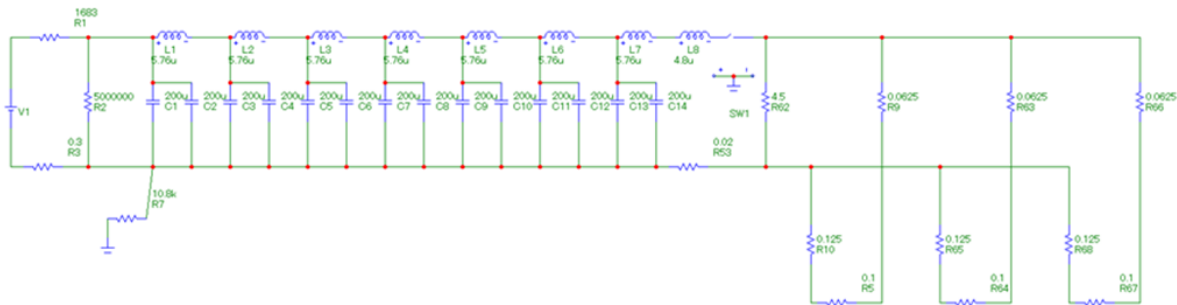 1683
R1
L1
5.76u
L2
5.76u
L3
5.76u
L4
5.76u
L5
5.76u
L6
5.76u
L7
5.76u
L8
4.8u
V1
5000000
R2
200u
C1
200u
C2
200u
C3
200u
C4
200u
C5
200u
C6
200u
C7
200u
C8
200u
C9
200u
C10
200u
C11
200u
C12
200u
C13
200u
C14
SW1
4.5
R62
0.0625
R9
0.0625
R63
0.0625
R66
0.3
R3
0.02
R53
10.8k
R7
0.125
R10
0.125
R65
0.125
R68
0.1
R5
0.1
R64
0.1
R67